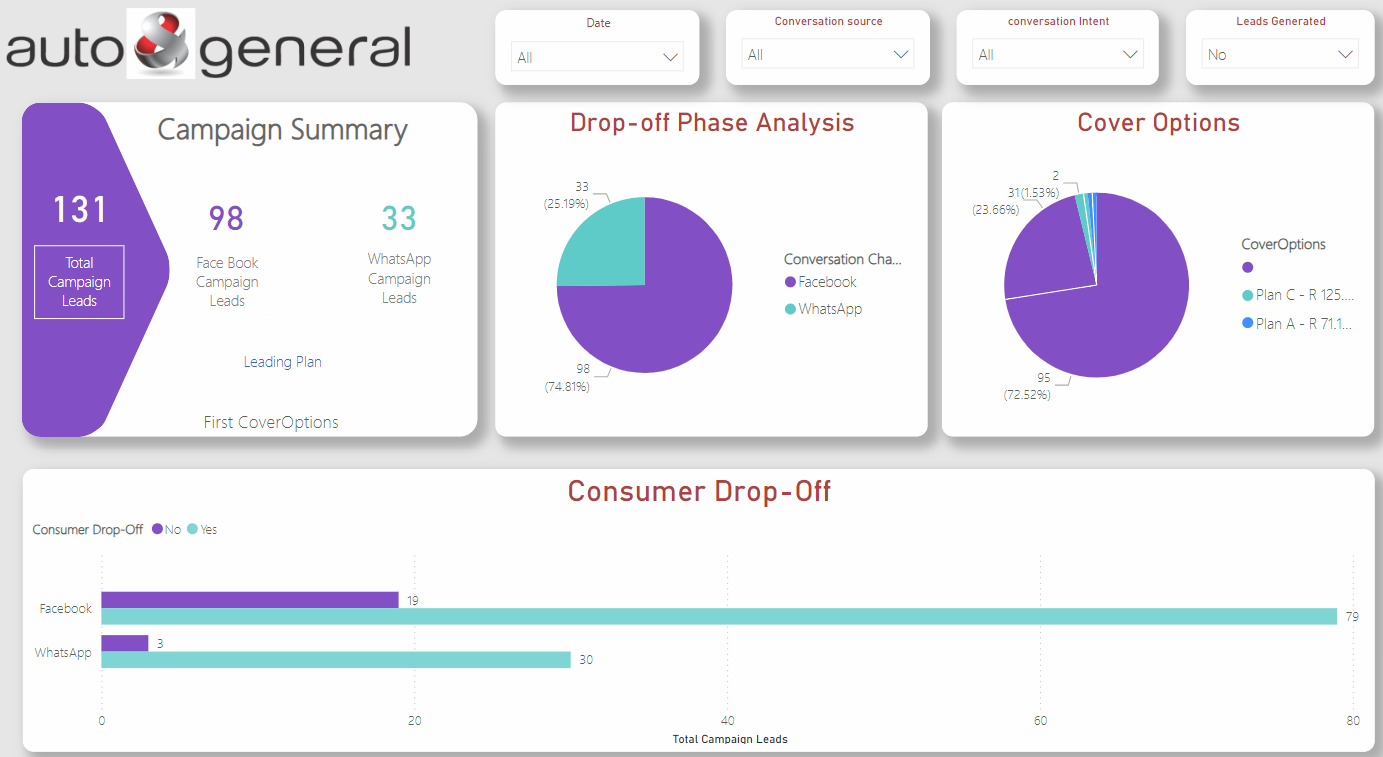 auto general
Date
All
Conversation source
All
conversation Intent
All
Leads Generated
No
Campaign Summary
131
Total
Campaign
Leads
98
Face Book
Campaign
Leads
33
WhatsApp
Campaign
Leads
Leading Plan
First CoverOptions
Drop-off Phase Analysis
33
(25.19%)
98
(74.81%)
Conversation Cha...
Facebook
WhatsApp
Cover Options
2
(1.53%)
31
(23.66%)
95
(72.52%)
CoverOptions
Plan C - R 125....
Plan A - R 71.1...
Consumer Drop-Off
Consumer Drop-Off No Yes
Facebook
19
79
WhatsApp
3
30
0 20 40 60 80
Total Campaign Leads